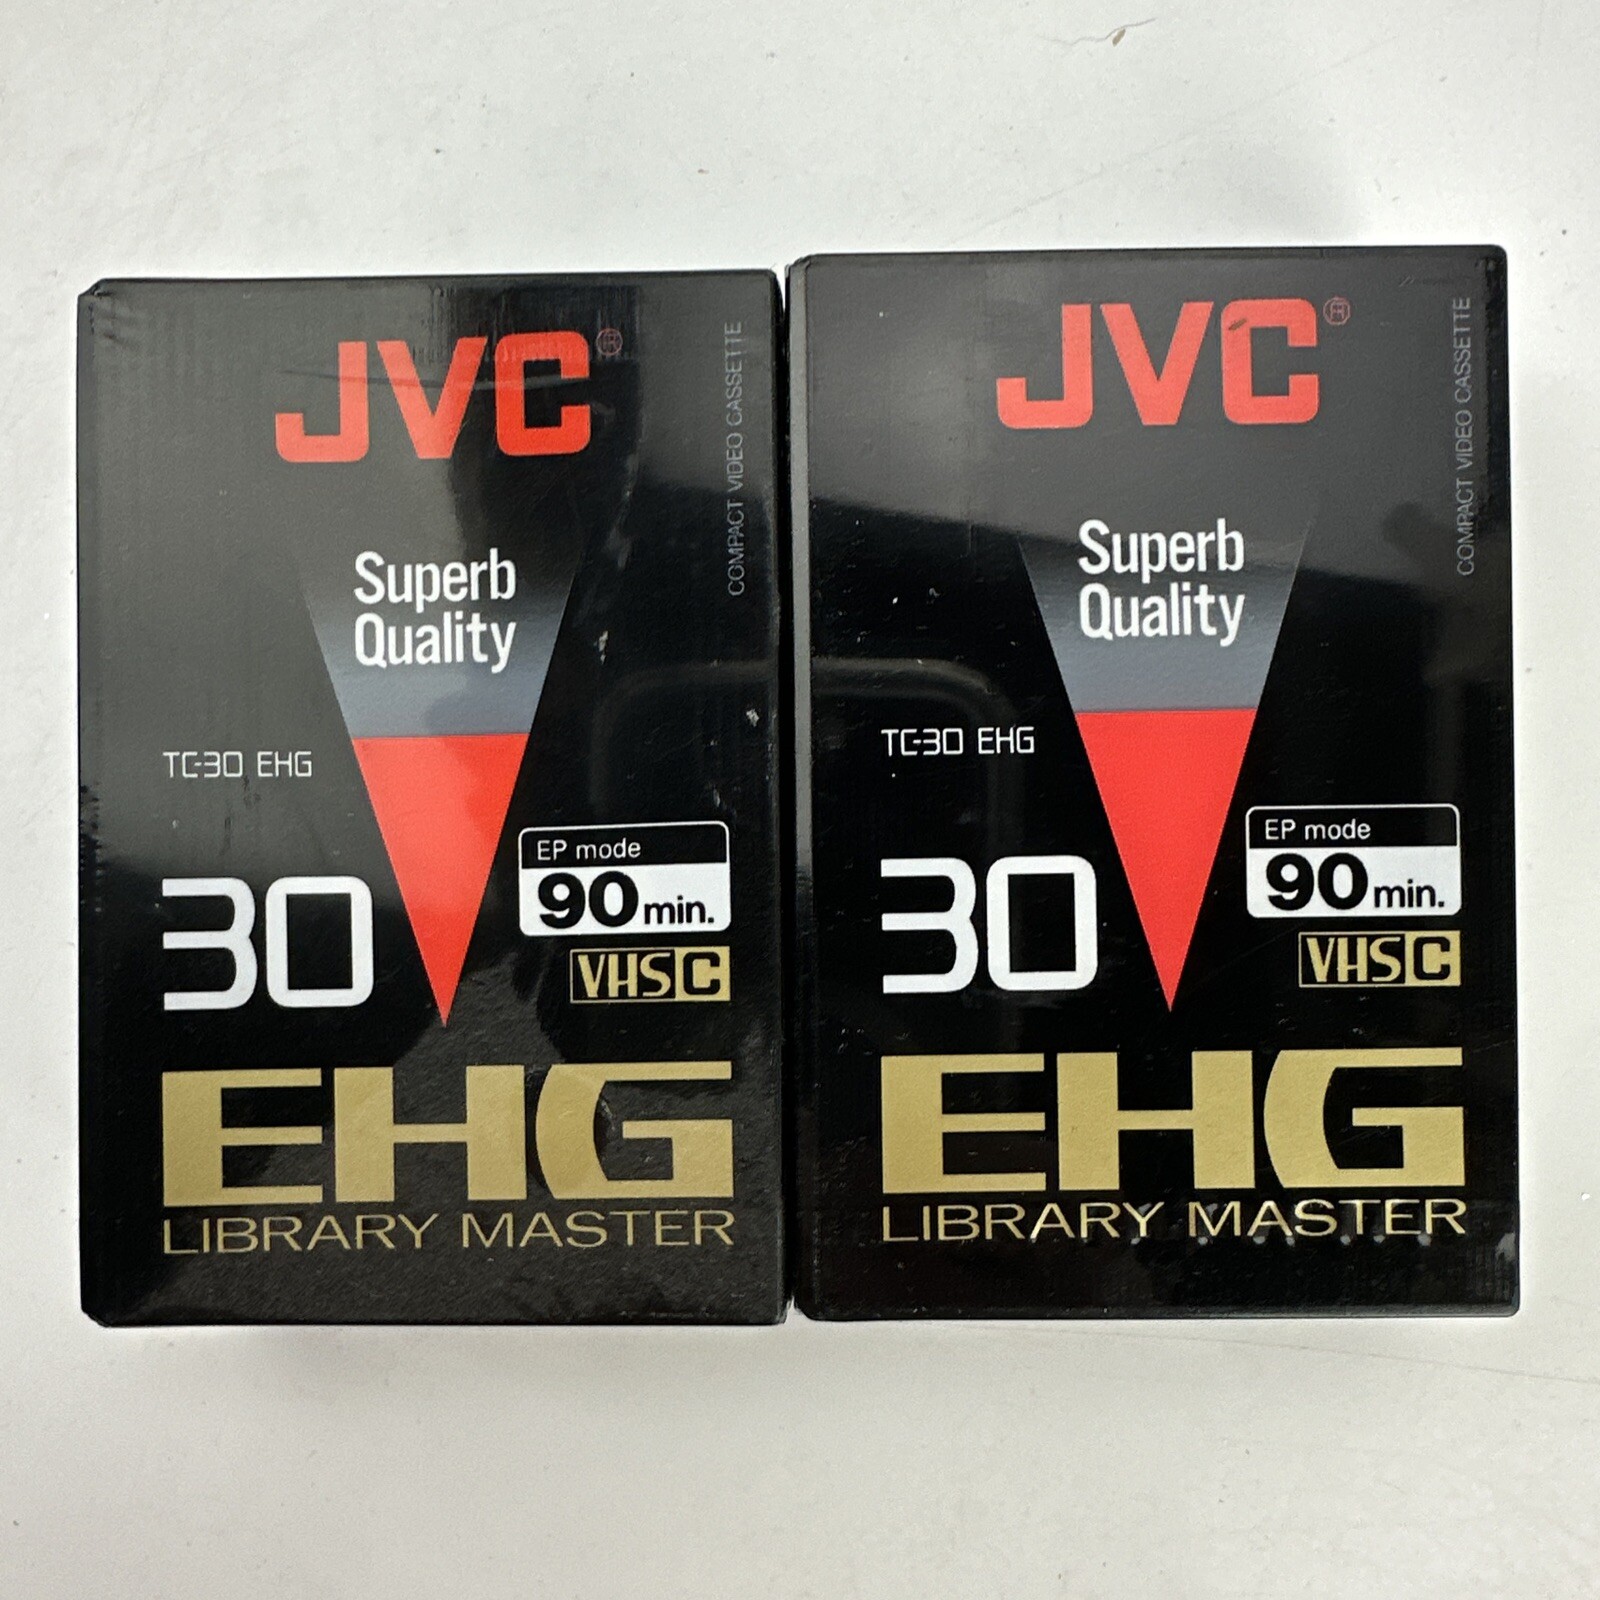 JVC®
COMPACT VIDEO CASSETTE
Superb
Quality
TC-30 EHG
EP mode
90 min.
30
VHS C
EHG
LIBRARY MASTER
JVC®
COMPACT VIDEO CASSETTE
Superb
Quality
TC-30 EHG
EP mode
90 min.
30
VHS C
EHG
LIBRARY MASTER